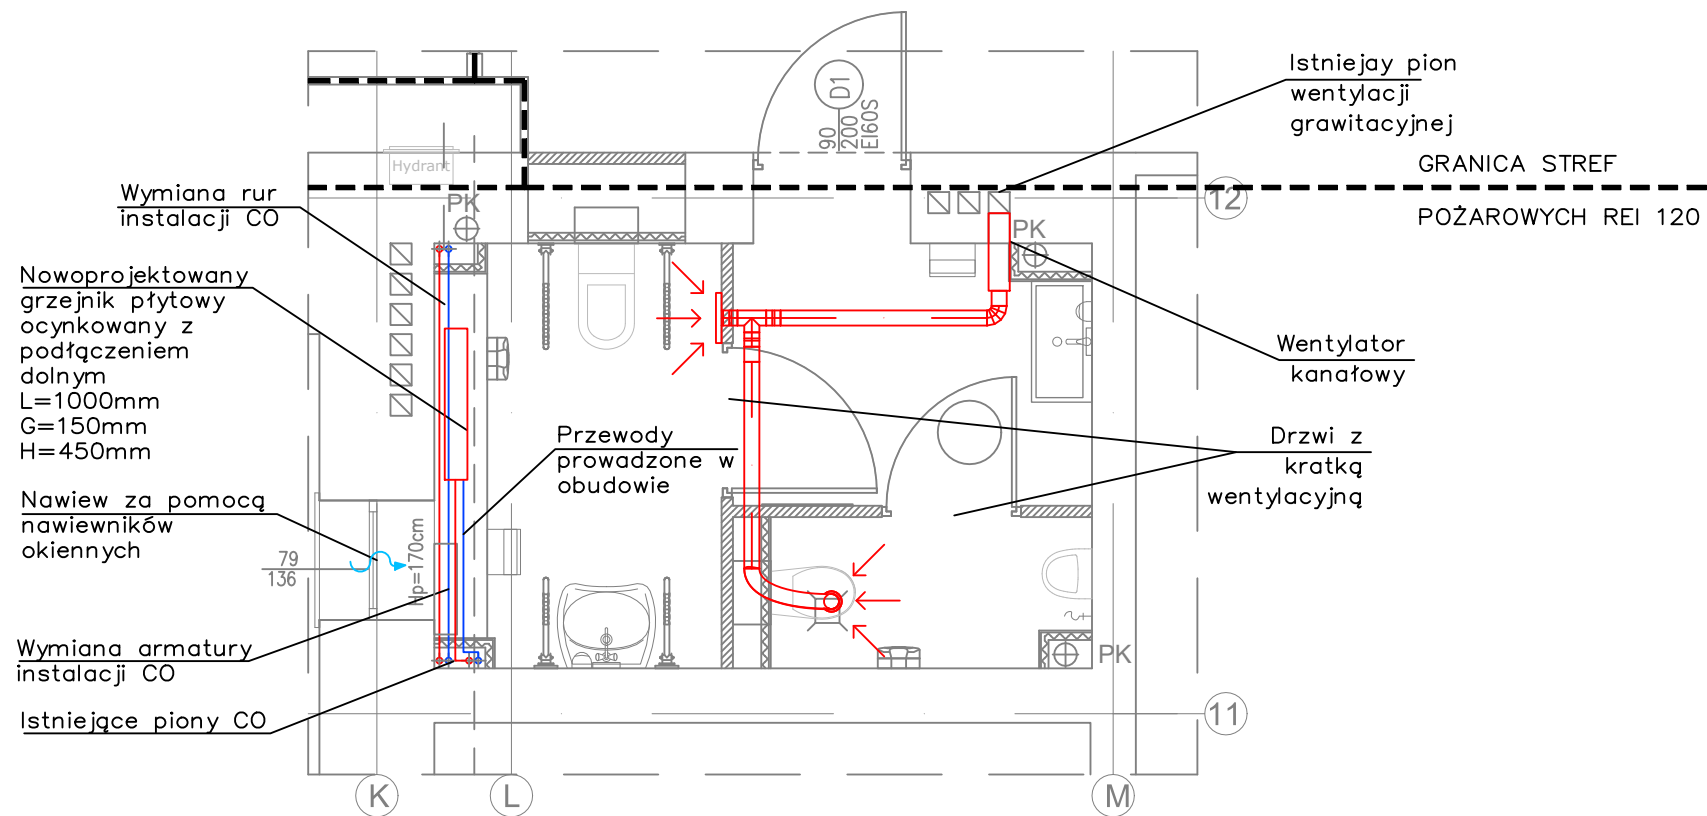 Istniejay pion
wentylacji
grawitacyjnej
D1
90
200
EI60S
GRANICA STREF
POŻAROWYCH REI 120
12
Hydrant
PK
PK
Wymiana rur
instalacji CO
Nowoprojektowany
grzejnik płytowy
ocynkowany z
podłączeniem
dolnym
L=1000mm
G=150mm
H=450mm
Wentylator
kanałowy
Przewody
prowadzone w
obudowie
Drzwi z
kratką
wentylacyjną
Nawiew za pomocą
nawiewników
okiennych
79
136
Hp=170cm
Wymiana armatury
instalacji CO
PK
Istniejące piony CO
11
K
L
M